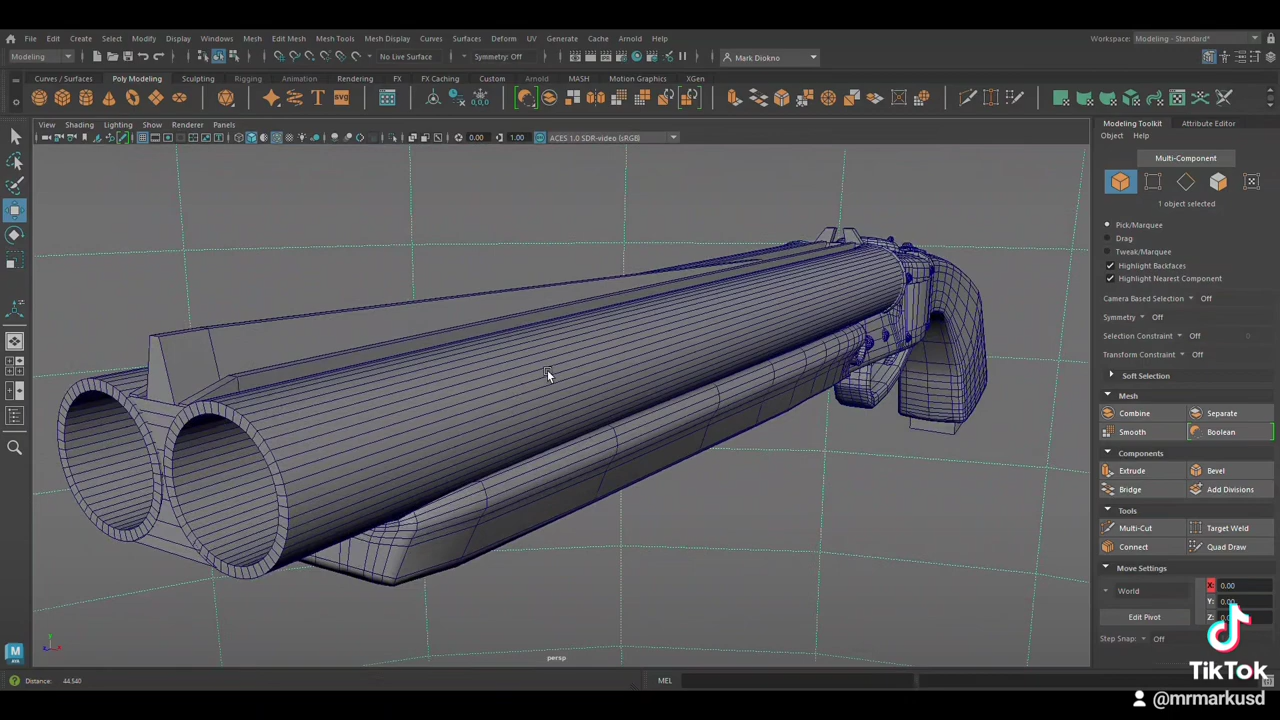 File Edit Create Select Modify Display Windows Mesh Edit Mesh Mesh Tools Mesh Display Curves Surfaces Deform UV Generate Cache Arnold Help Workspace: Modeling - Standard*
Modeling No Live Surface Symmetry: Off Mark Diokno
Curves / Surfaces Poly Modeling Sculpting Rigging Animation Rendering FX FX Caching Custom Arnold MASH Motion Graphics XGen
SVG
View Shading Lighting Show Renderer Panels
0.00 1.00 ACES 1.0 SDR-video (sRGB)
Modeling Toolkit Attribute Editor
Object Help
Multi-Component
1 object selected
Pick/Marquee
Drag
Tweak/Marquee
Highlight Backfaces
Highlight Nearest Component
Camera Based Selection Off
Symmetry Off
Selection Constraint Off
Transform Constraint Off
Soft Selection
Mesh
Combine Separate
Smooth Boolean
Components
Extrude Bevel
Bridge Add Divisions
Tools
Multi-Cut Target Weld
Connect Quad Draw
Move Settings
World X: 0.00
Y: 0.00
Edit Pivot Z:
Step Snap: Off
persp
Distance: 44.540 MEL
TikTok
@mrmarkusd